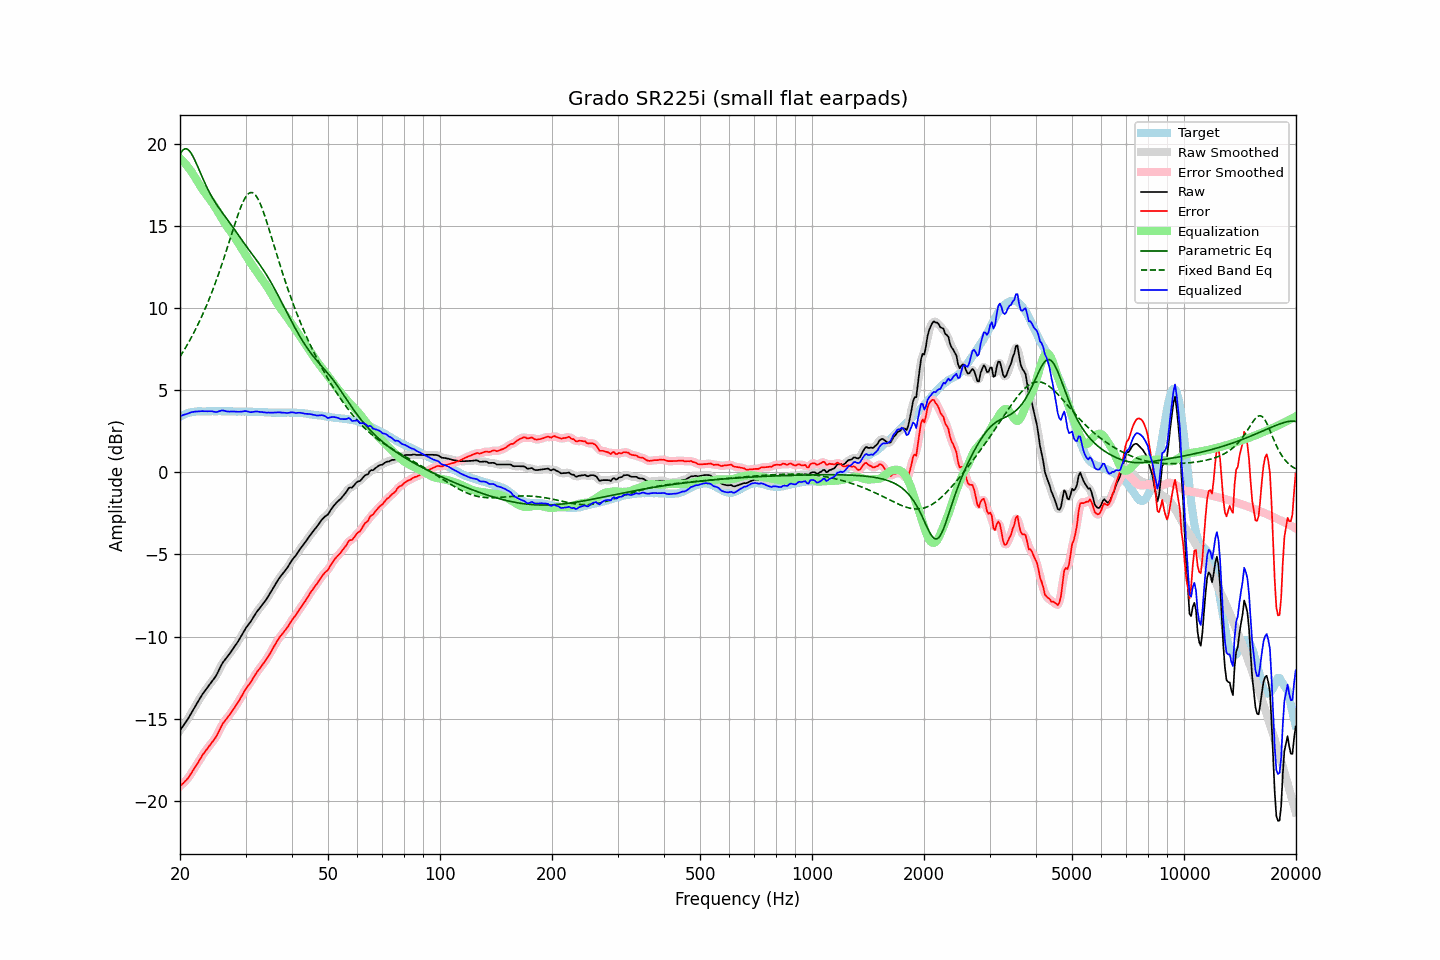 Grado SR225i (small flat earpads)
Target
Raw Smoothed
Error Smoothed
Raw
Error
Equalization
Parametric Eq
Fixed Band Eq
Equalized
Amplitude (dBr)
20
15
10
5
0
−5
−10
−15
−20
20 50 100 200 500 1000 2000 5000 10000 20000
Frequency (Hz)